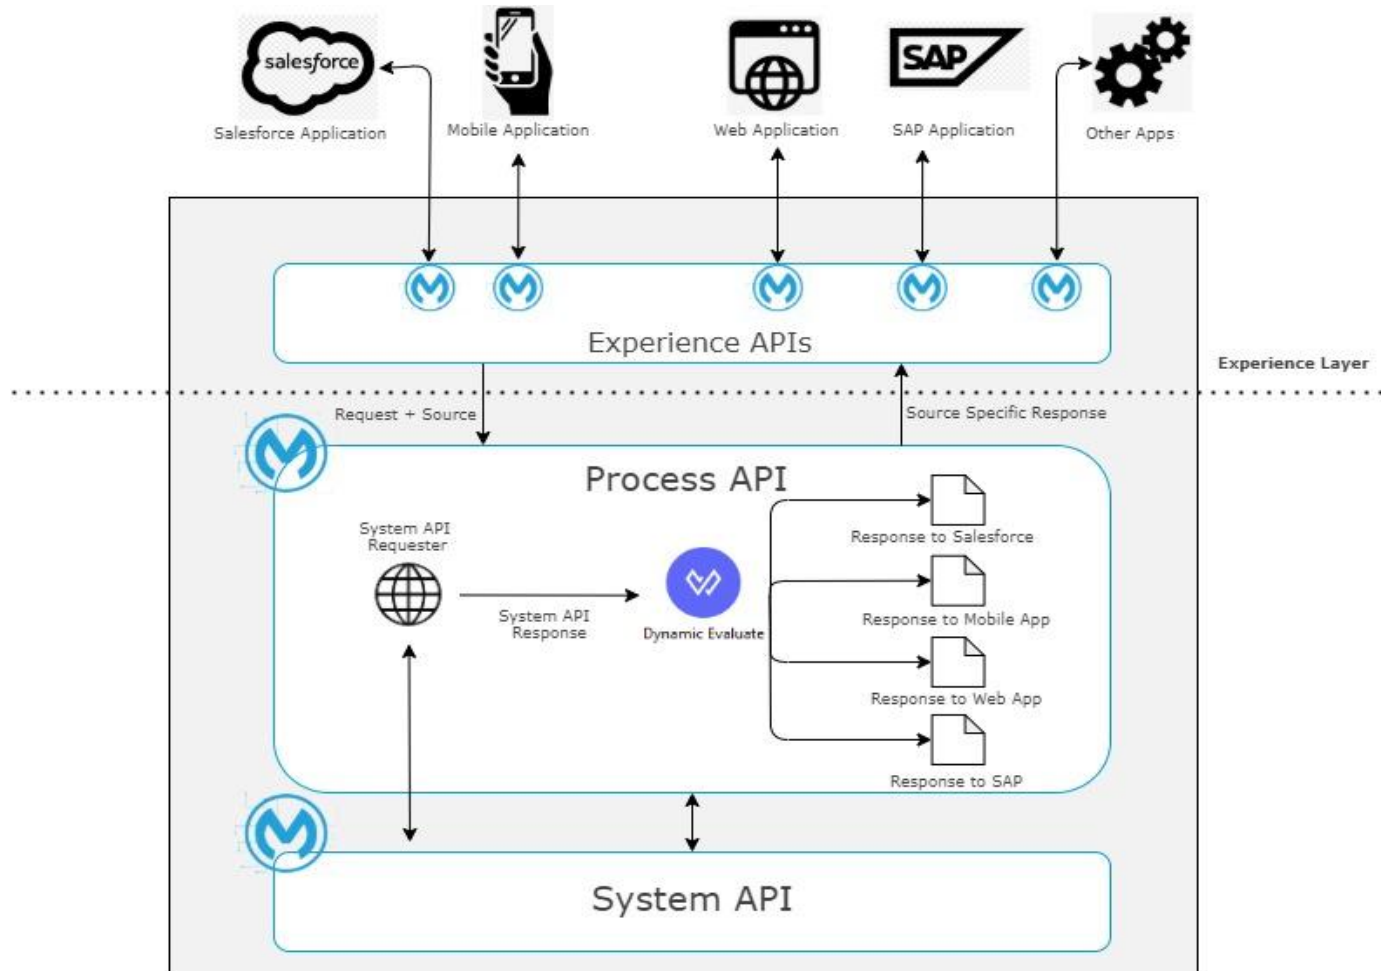 salesforce
SAP
Salesforce Application
Mobile Application
Web Application
SAP Application
Other Apps
Experience APIs
Experience Layer
Request + Source
Source Specific Response
Process API
System API
Requester
System API
Response
Dynamic Evaluate
Response to Salesforce
Response to Mobile App
Response to Web App
Response to SAP
System API